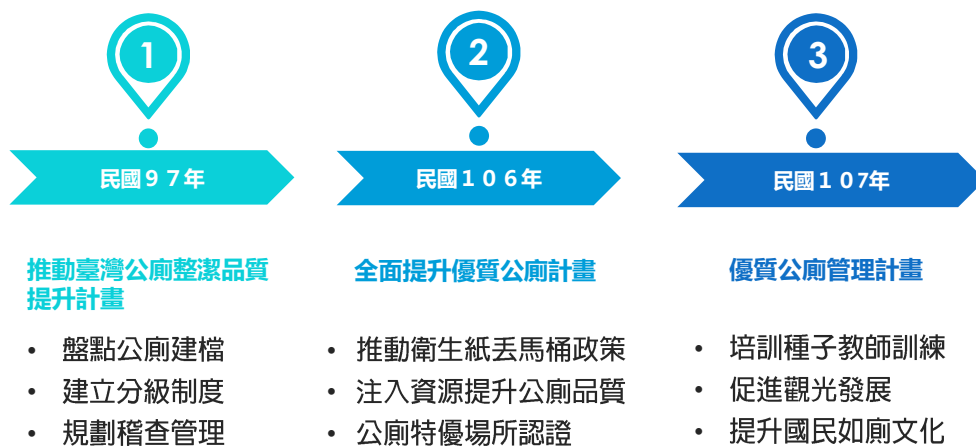 1
民國９７年
推動臺灣公廁整潔品質
提升計畫
• 盤點公廁建檔
• 建立分級制度
• 規劃稽查管理
2
民國１０６年
全面提升優質公廁計畫
• 推動衛生紙丟馬桶政策
• 注入資源提升公廁品質
• 公廁特優場所認證
3
民國１０7年
優質公廁管理計畫
• 培訓種子教師訓練
• 促進觀光發展
• 提升國民如廁文化